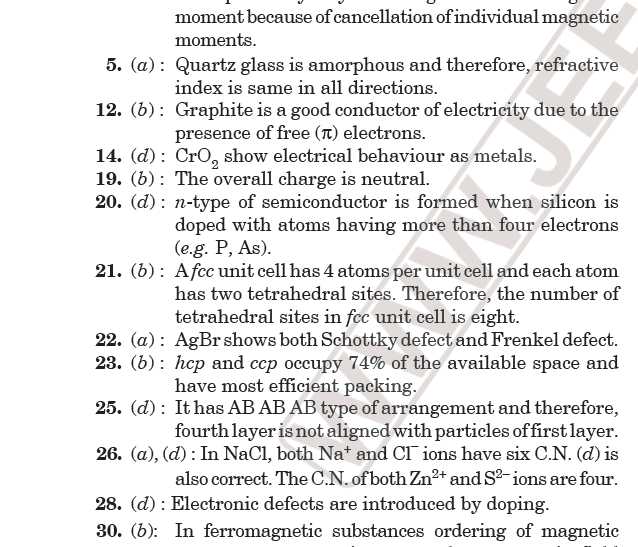 moment because of cancellation of individual magnetic
moments.
5. (a) : Quartz glass is amorphous and therefore, refractive
index is same in all directions.
12. (b) : Graphite is a good conductor of electricity due to the
presence of free (π) electrons.
14. (d) : CrO₂ show electrical behaviour as metals.
19. (b) : The overall charge is neutral.
20. (d) : n-type of semiconductor is formed when silicon is
doped with atoms having more than four electrons
(e.g. P, As).
21. (b) : A fcc unit cell has 4 atoms per unit cell and each atom
has two tetrahedral sites. Therefore, the number of
tetrahedral sites in fcc unit cell is eight.
22. (a) : AgBr shows both Schottky defect and Frenkel defect.
23. (b) : hcp and ccp occupy 74% of the available space and
have most efficient packing.
25. (d) : It has AB AB AB type of arrangement and therefore,
fourth layer is not aligned with particles of first layer.
26. (a), (d) : In NaCl, both Na⁺ and Cl⁻ ions have six C.N. (d) is
also correct. The C.N. of both Zn²⁺ and S²⁻ ions are four.
28. (d) : Electronic defects are introduced by doping.
30. (b): In ferromagnetic substances ordering of magnetic
WWW.JEE